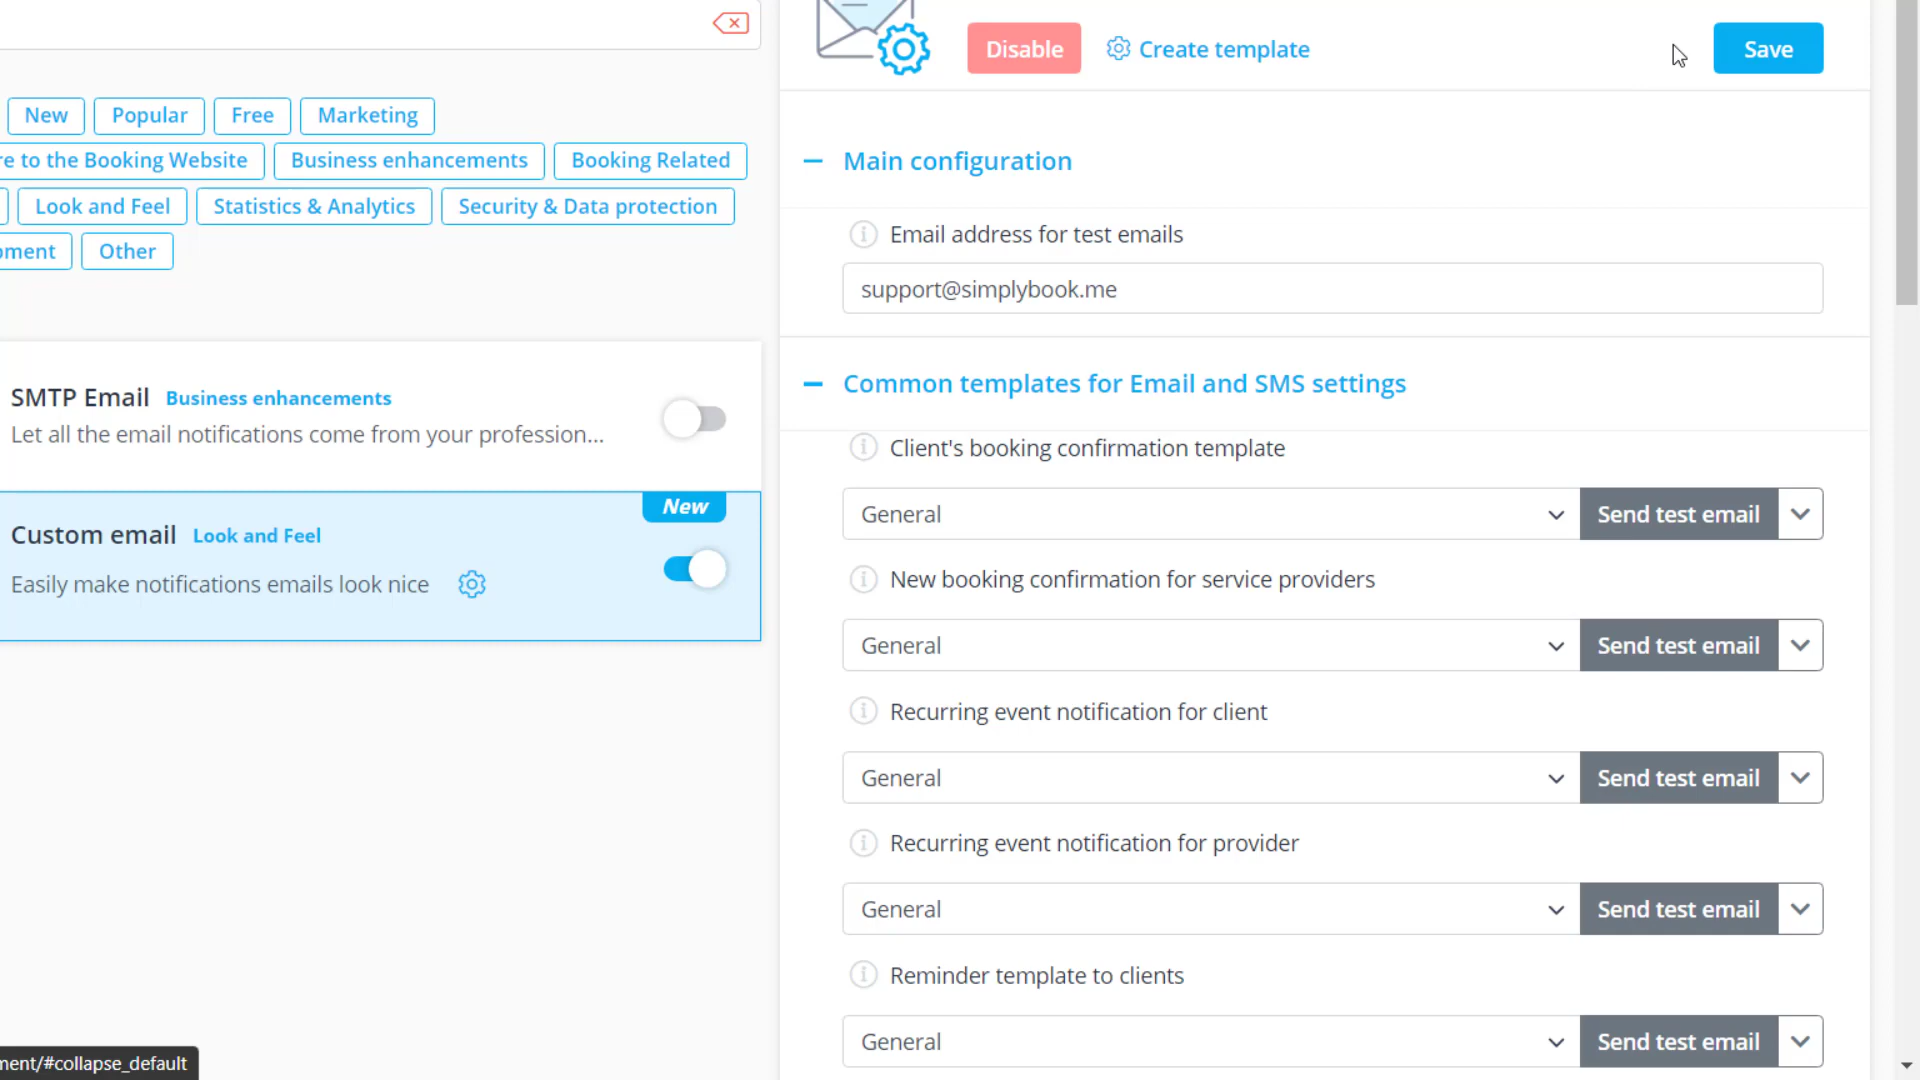 New Popular Free Marketing
re to the Booking Website Business enhancements Booking Related
Look and Feel Statistics & Analytics Security & Data protection
ment Other
SMTP Email Business enhancements
Let all the email notifications come from your profession...
New
Custom email Look and Feel
Easily make notifications emails look nice
ment/#collapse_default
Disable Create template Save
Main configuration
Email address for test emails
support@simplybook.me
Common templates for Email and SMS settings
Client's booking confirmation template
General Send test email
New booking confirmation for service providers
General Send test email
Recurring event notification for client
General Send test email
Recurring event notification for provider
General Send test email
Reminder template to clients
General Send test email